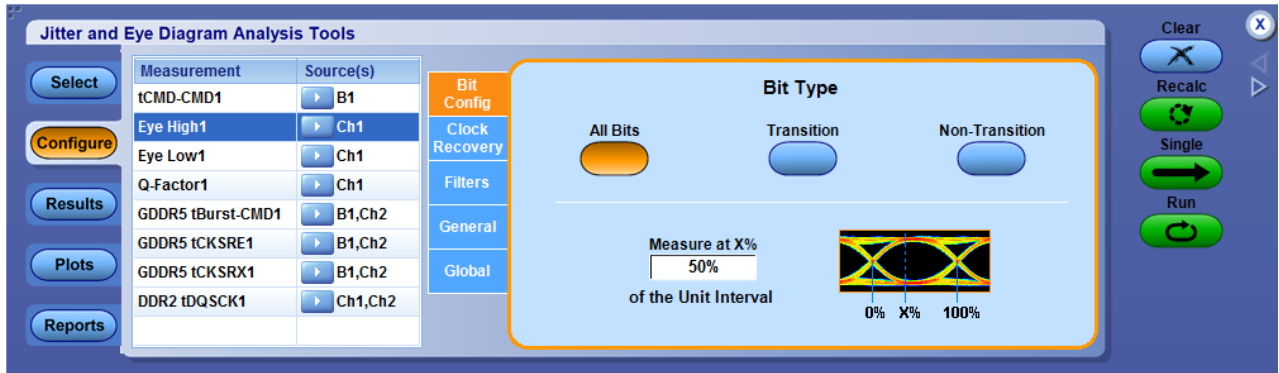 Jitter and Eye Diagram Analysis Tools
Select
Configure
Results
Plots
Reports
Measurement Source(s)
tCMD-CMD1 B1
Eye High1 Ch1
Eye Low1 Ch1
Q-Factor1 Ch1
GDDR5 tBurst-CMD1 B1,Ch2
GDDR5 tCKSRE1 B1,Ch2
GDDR5 tCKSRX1 B1,Ch2
DDR2 tDQSCK1 Ch1,Ch2
Bit
Config
Clock
Recovery
Filters
General
Global
Bit Type
All Bits Transition Non-Transition
Measure at X%
50%
of the Unit Interval
0% X% 100%
Clear
X
Recalc
Single
Run